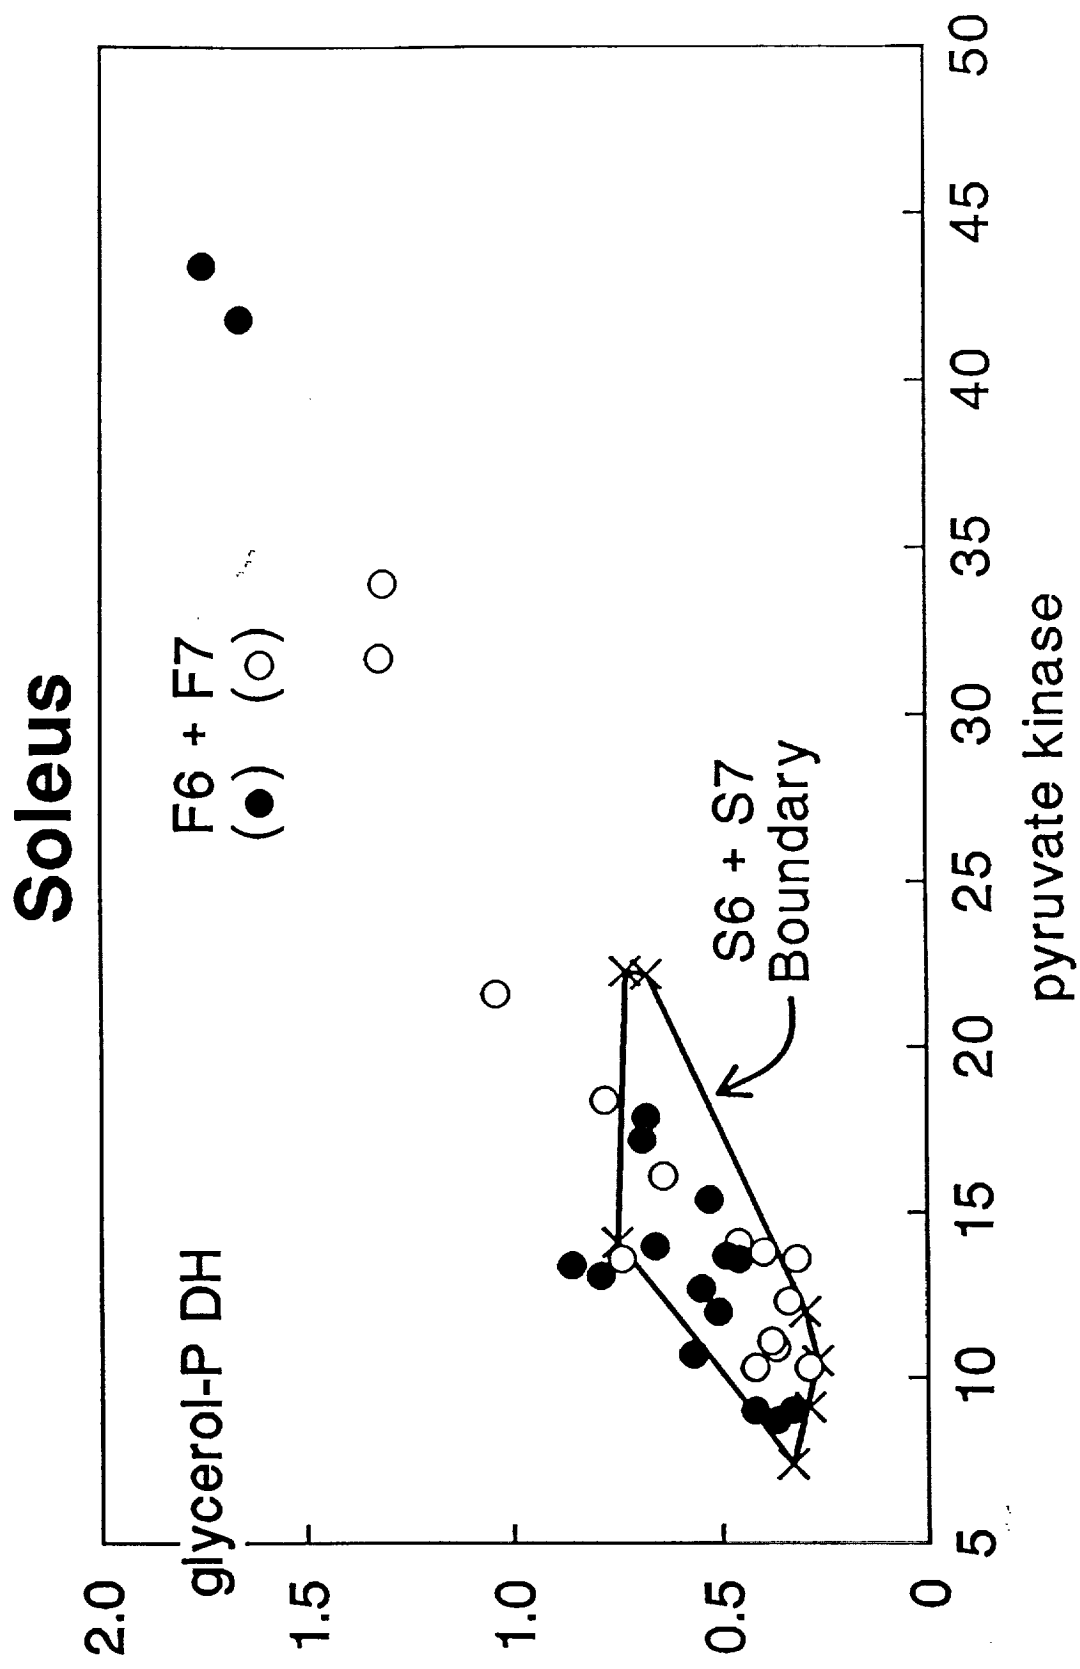 Soleus
glycerol-P DH
F6 + F7
(●) (○)
S6 + S7
Boundary
2.0
1.5
1.0
0.5
0
5 10 15 20 25 30 35 40 45 50
pyruvate kinase